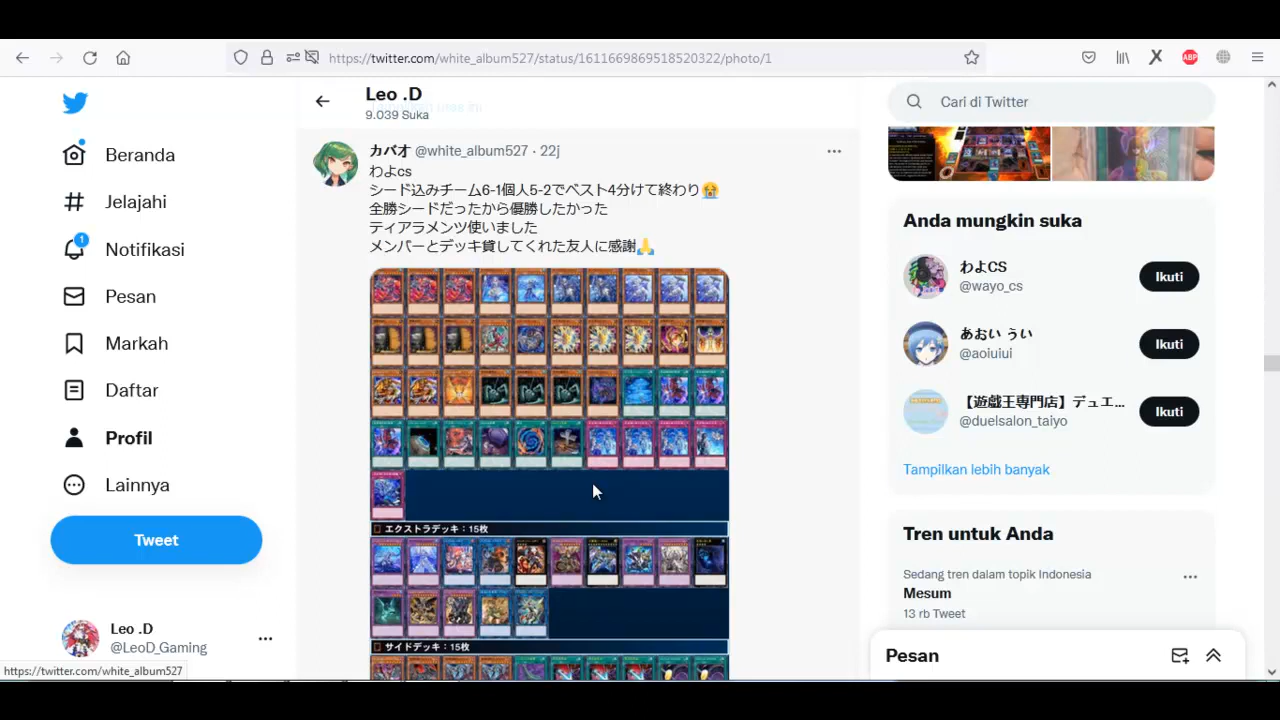 https://twitter.com/white_album527/status/1611669869518520322/photo/1
Leo .D
9.039 Suka
Cari di Twitter
Beranda
Jelajahi
1
Notifikasi
Pesan
Markah
Daftar
Profil
Lainnya
Tweet
Leo .D
@LeoD_Gaming
https://twitter.com/white_album527
カバオ @white_album527 · 22j
わよcs
シード込みチーム6-1個人5-2でベスト4分けて終わり😭
全勝シードだったから優勝したかった
ティアラメンツ使いました
メンバーとデッキ貸してくれた友人に感謝🙏
エクストラデッキ：15枚
サイドデッキ：15枚
Anda mungkin suka
わよCS
@wayo_cs
Ikuti
あおい うい
@aoiuiui
Ikuti
【遊戯王専門店】デュエ...
@duelsalon_taiyo
Ikuti
Tampilkan lebih banyak
Tren untuk Anda
Sedang tren dalam topik Indonesia
Mesum
13 rb Tweet
Pesan
X
ABP